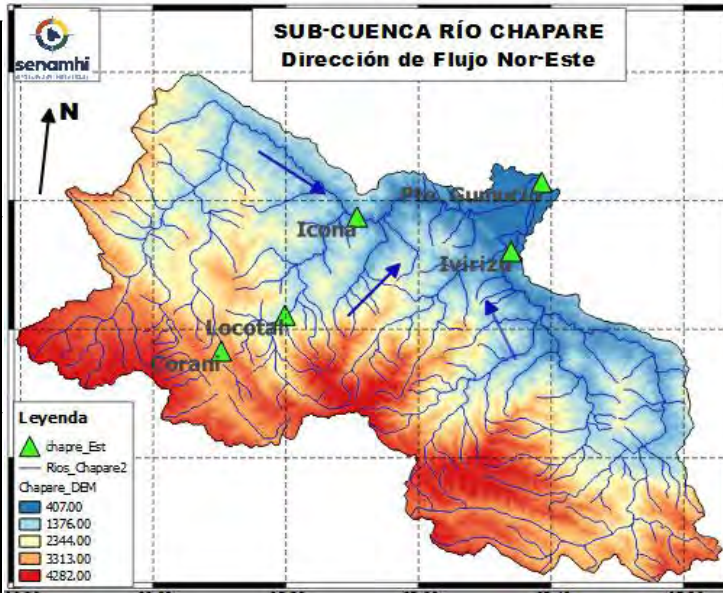 senamhi
SUB-CUENCA RÍO CHAPARE
Dirección de Flujo Nor-Este
N
Pto. Gumucio
Icona
Ivirizu
Locotal
Corani
Leyenda
chapre_Est
Rios_Chapare2
Chapare_DEM
407.00
1376.00
2344.00
3313.00
4282.00